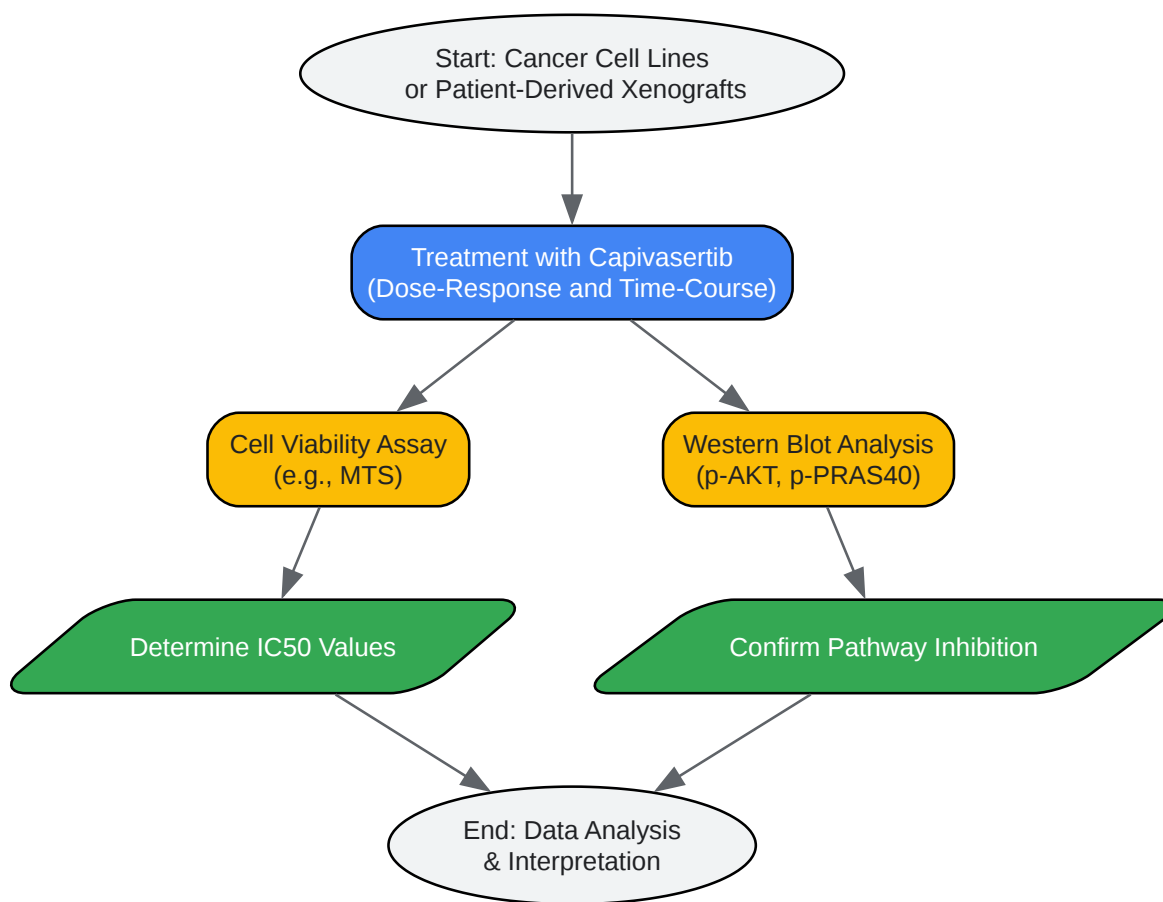 Start: Cancer Cell Lines
or Patient-Derived Xenografts
Treatment with Capivasertib
(Dose-Response and Time-Course)
Cell Viability Assay
(e.g., MTS)
Western Blot Analysis
(p-AKT, p-PRAS40)
Determine IC50 Values
Confirm Pathway Inhibition
End: Data Analysis
& Interpretation